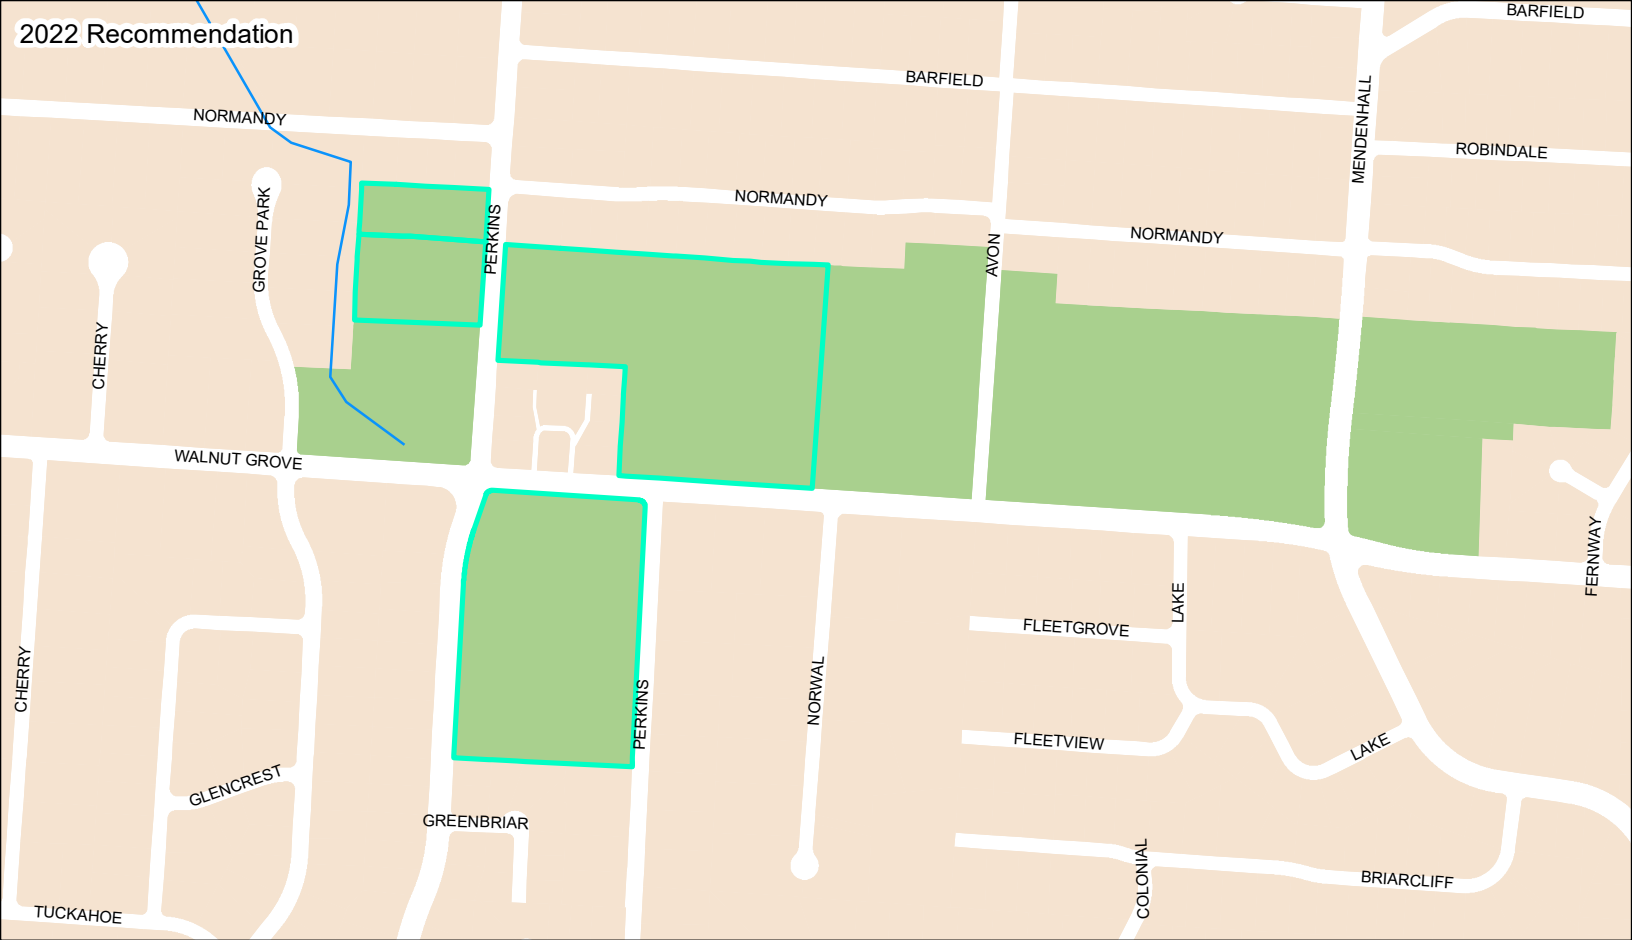 2022 Recommendation
BARFIELD
BARFIELD
NORMANDY
MENDENHALL
ROBINDALE
NORMANDY
GROVE PARK
PERKINS
AVON
NORMANDY
CHERRY
WALNUT GROVE
FERNWAY
LAKE
FLEETGROVE
CHERRY
NORWAL
PERKINS
FLEETVIEW
LAKE
GLENCREST
GREENBRIAR
COLONIAL
BRIARCLIFF
TUCKAHOE